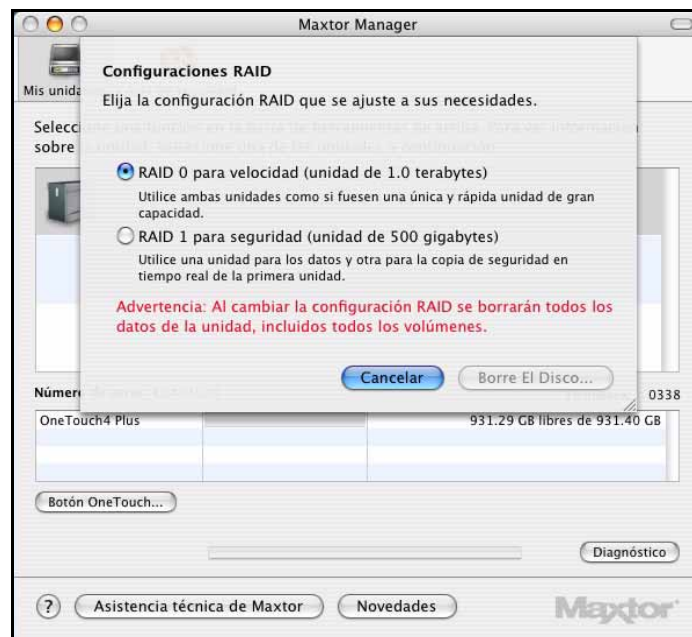 Maxtor Manager
Mis unida
Configuraciones RAID
Elija la configuración RAID que se ajuste a sus necesidades.
Selecc
sobre
RAID 0 para velocidad (unidad de 1.0 terabytes)
Utilice ambas unidades como si fuesen una única y rápida unidad de gran
capacidad.
RAID 1 para seguridad (unidad de 500 gigabytes)
Utilice una unidad para los datos y otra para la copia de seguridad en
tiempo real de la primera unidad.
Advertencia: Al cambiar la configuración RAID se borrarán todos los
datos de la unidad, incluidos todos los volúmenes.
Cancelar
Borre El Disco...
Númer
0338
OneTouch4 Plus
931.29 GB libres de 931.40 GB
Botón OneTouch...
Diagnóstico
?
Asistencia técnica de Maxtor
Novedades
Maxtor